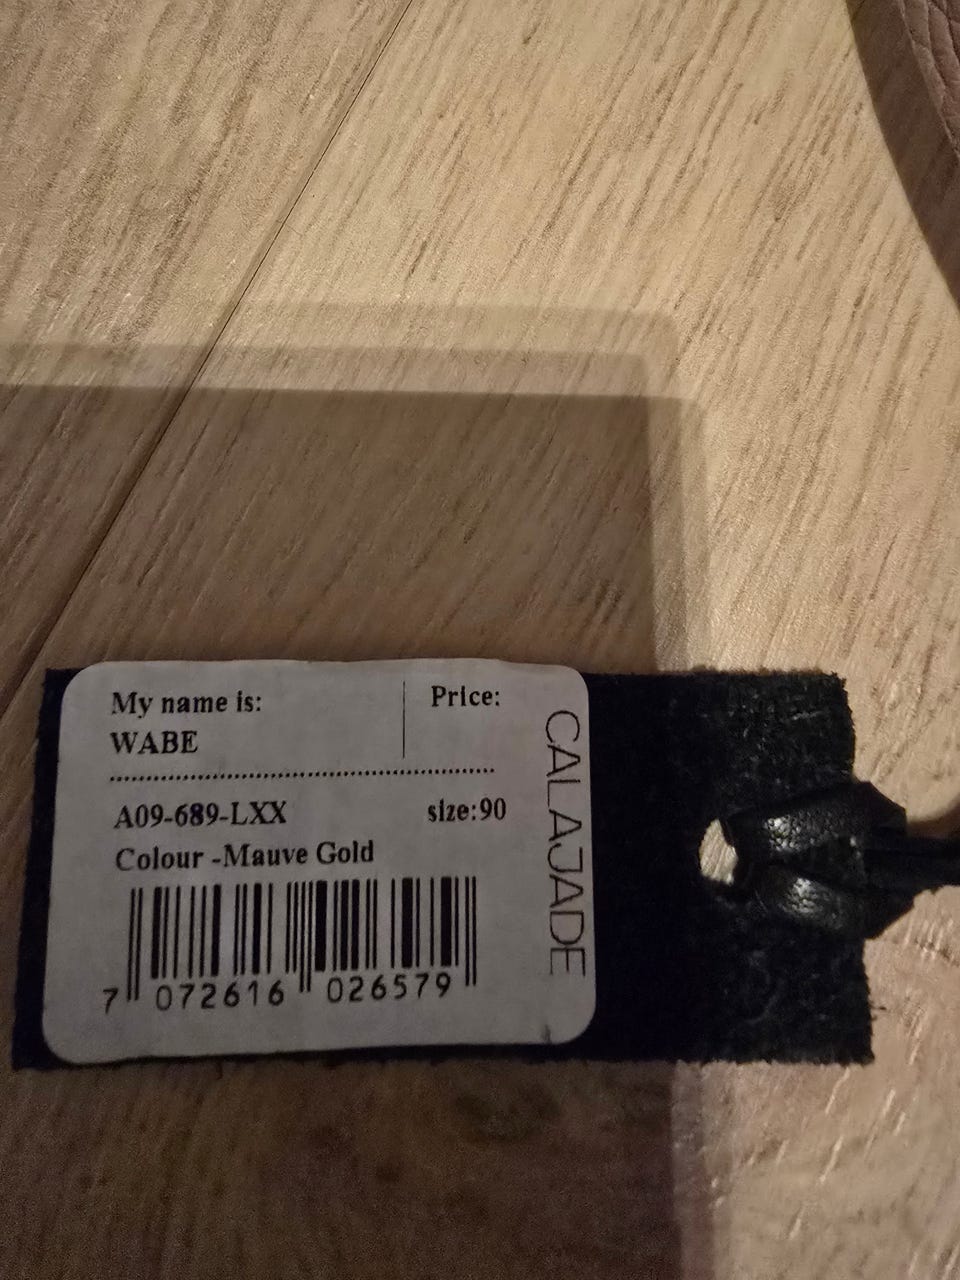 My name is:
Price:
WABE
A09-689-LXX
size:90
Colour -Mauve Gold
7 072616 026579
CALAJADE